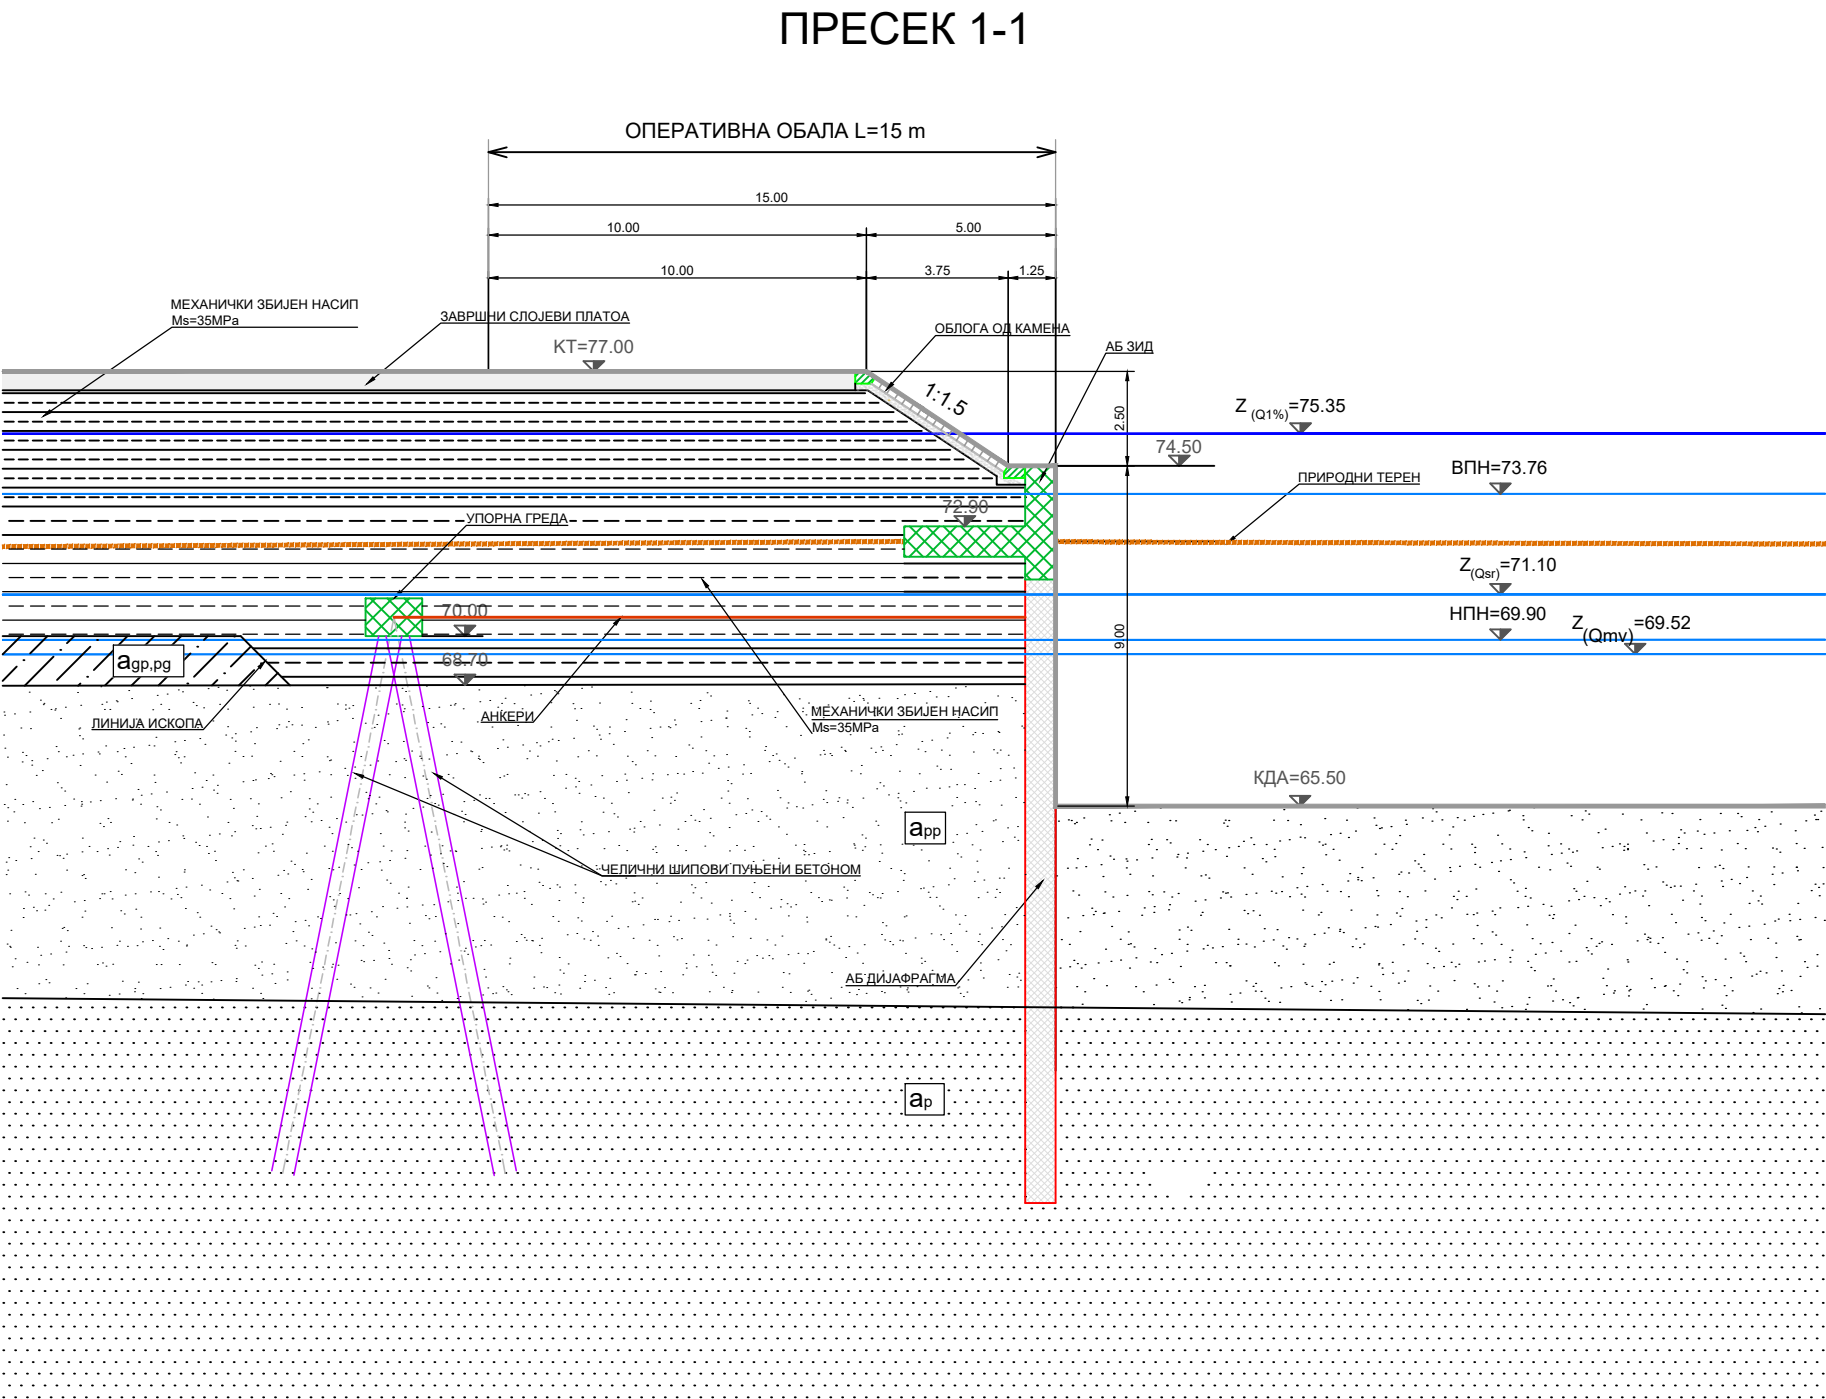 ПРЕСЕК 1-1
ОПЕРАТИВНА ОБАЛА L=15 m
15.00
10.00
5.00
10.00
3.75
1.25
МЕХАНИЧКИ ЗБИЈЕН НАСИП
Ms=35MPa
ЗАВРШНИ СЛОЈЕВИ ПЛАТОА
КТ=77.00
ОБЛОГА ОД КАМЕНА
АБ ЗИД
1:1.5
2.50
Z (Q1%)=75.35
74.50
ВПН=73.76
ПРИРОДНИ ТЕРЕН
72.90
УПОРНА ГРЕДА
Z(Qsr)=71.10
70.00
НПН=69.90
Z(Qmv)=69.52
9.00
agp,pg
68.70
ЛИНИЈА ИСКОПА
АНКЕРИ
МЕХАНИЧКИ ЗБИЈЕН НАСИП
Ms=35MPa
КДА=65.50
app
ЧЕЛИЧНИ ШИПОВИ ПУЊЕНИ БЕТОНОМ
АБ ДИЈАФРАГМА
ap